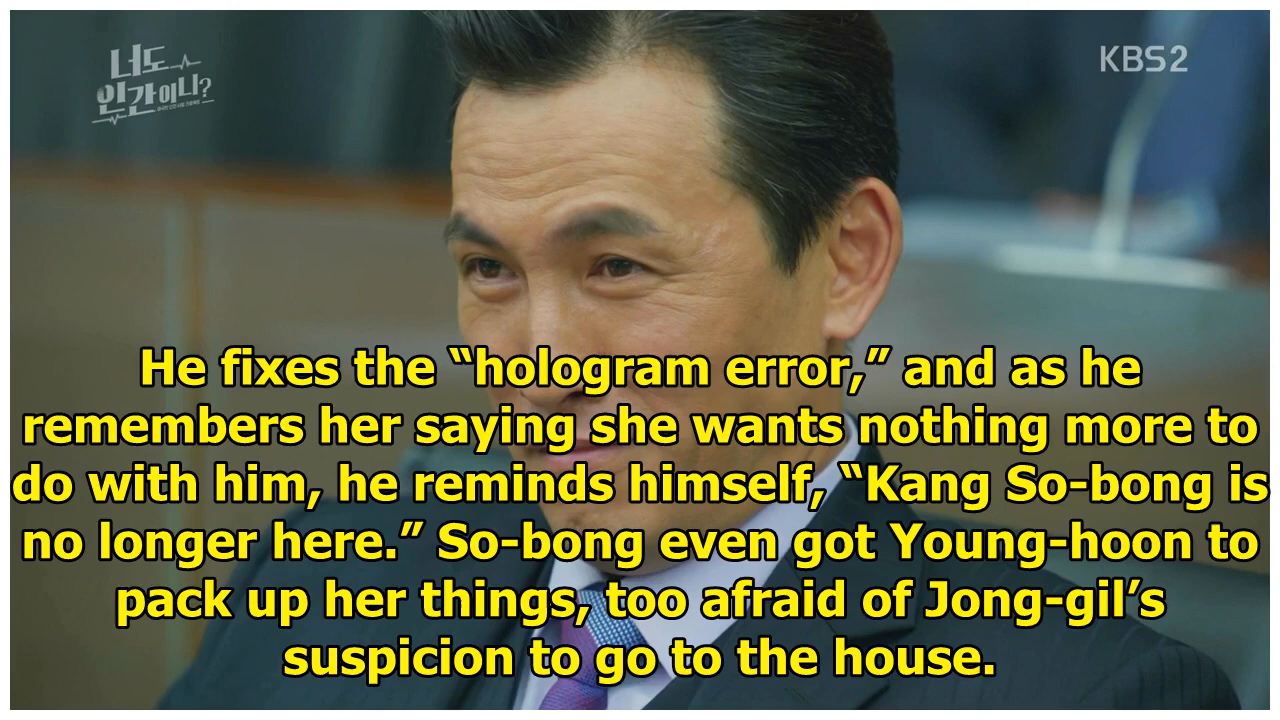 너도
인간이니?
KBS2
He fixes the “hologram error,” and as he
remembers her saying she wants nothing more to
do with him, he reminds himself, “Kang So-bong is
no longer here.” So-bong even got Young-hoon to
pack up her things, too afraid of Jong-gil’s
suspicion to go to the house.